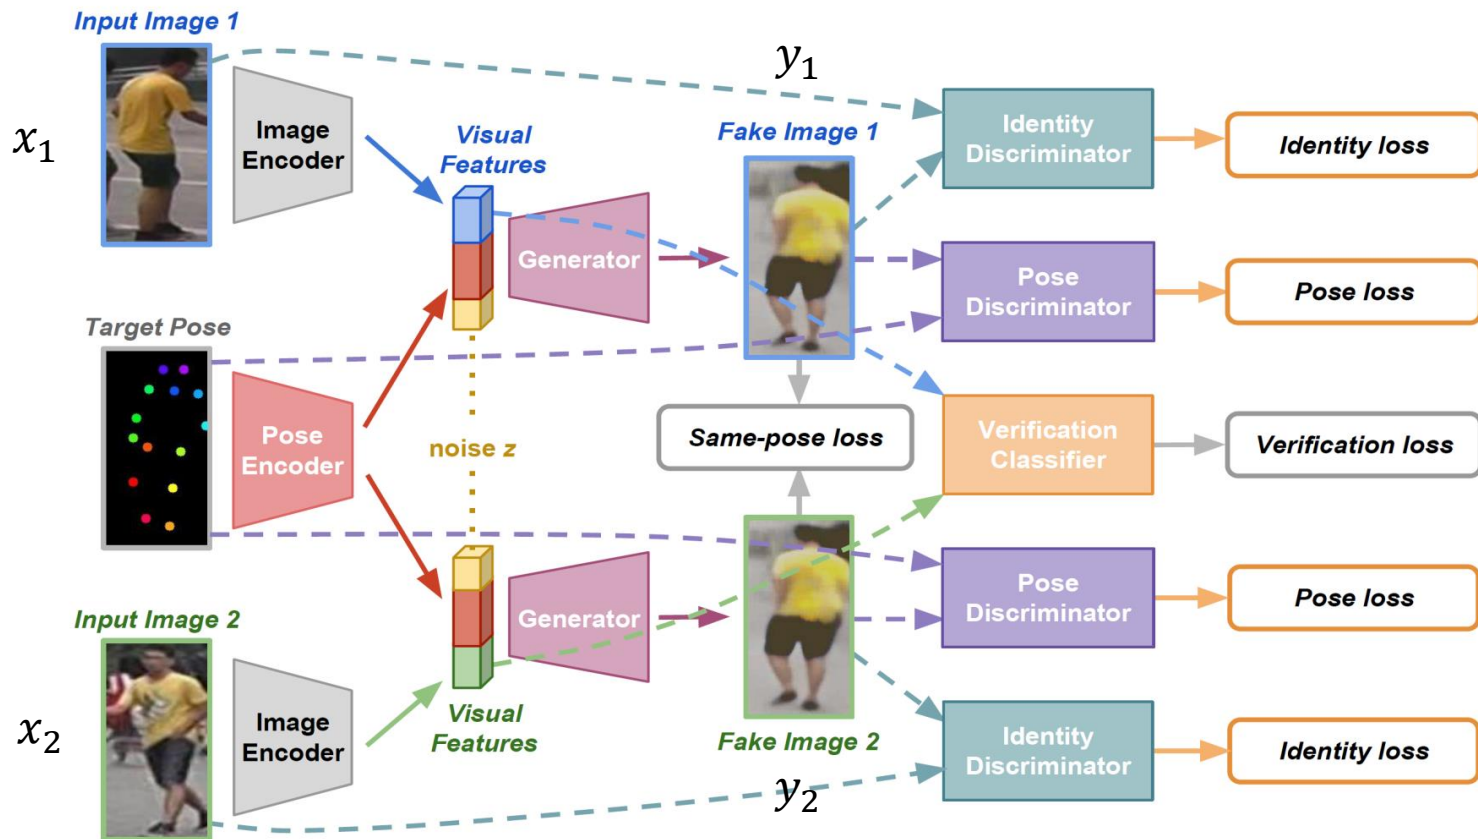 Input Image 1
x₁
Image
Encoder
Visual
Features
Generator
y₁
Fake Image 1
Identity
Discriminator
Identity loss
Pose
Discriminator
Pose loss
Target Pose
Pose
Encoder
noise z
Same-pose loss
Verification
Classifier
Verification loss
Input Image 2
x₂
Image
Encoder
Generator
Visual
Features
Fake Image 2
y₂
Pose
Discriminator
Pose loss
Identity
Discriminator
Identity loss